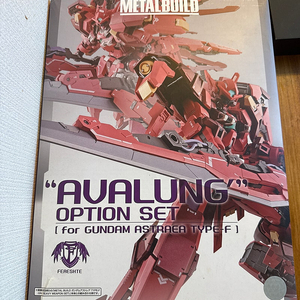 METALBUILD
"AVALUNG"
OPTION SET
( for GUNDAM ASTRAEA TYPE-F )
FERESHTE